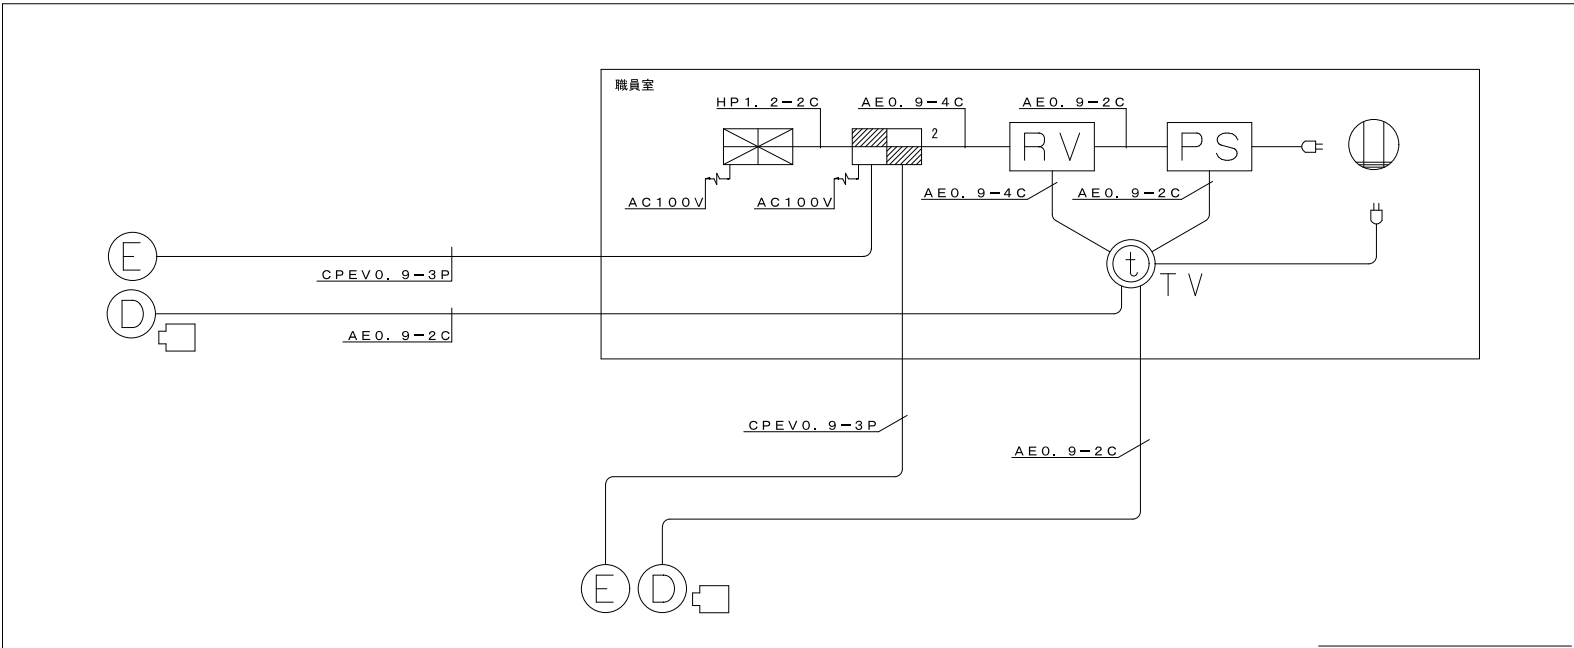 職員室
HP1.2-2C
AE0.9-4C
AE0.9-2C
2
RV
PS
AE0.9-4C
AE0.9-2C
AC100V
AC100V
E
t
CPEV0.9-3P
TV
D
AE0.9-2C
CPEV0.9-3P
AE0.9-2C
E
D